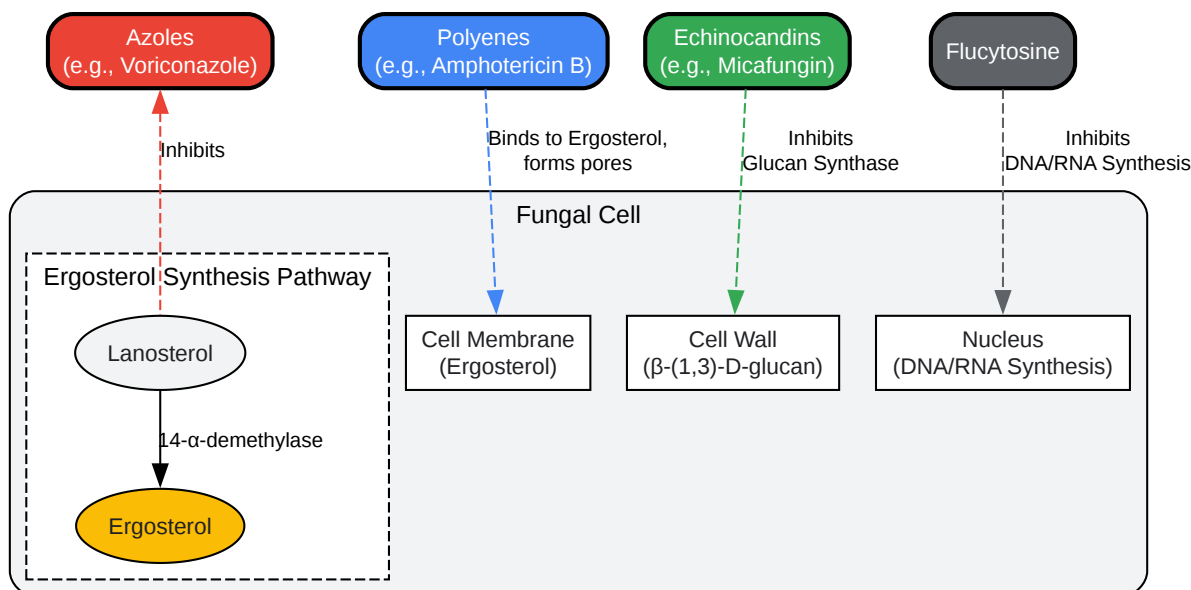 Azoles
(e.g., Voriconazole)
Polyenes
(e.g., Amphotericin B)
Echinocandins
(e.g., Micafungin)
Flucytosine
Inhibits
Binds to Ergosterol,
forms pores
Inhibits
Glucan Synthase
Inhibits
DNA/RNA Synthesis
Fungal Cell
Ergosterol Synthesis Pathway
Lanosterol
14-α-demethylase
Ergosterol
Cell Membrane
(Ergosterol)
Cell Wall
(β-(1,3)-D-glucan)
Nucleus
(DNA/RNA Synthesis)